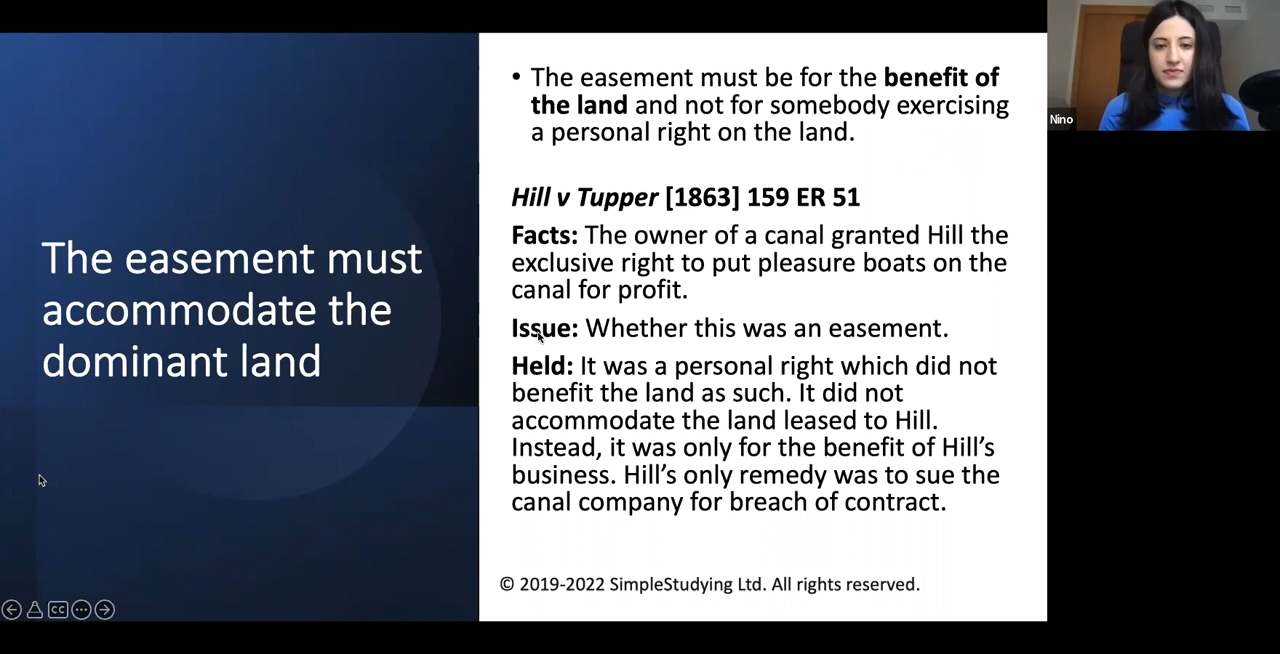 The easement must
accommodate the
dominant land
• The easement must be for the benefit of
the land and not for somebody exercising
a personal right on the land.
Hill v Tupper [1863] 159 ER 51
Facts: The owner of a canal granted Hill the
exclusive right to put pleasure boats on the
canal for profit.
Issue: Whether this was an easement.
Held: It was a personal right which did not
benefit the land as such. It did not
accommodate the land leased to Hill.
Instead, it was only for the benefit of Hill’s
business. Hill’s only remedy was to sue the
canal company for breach of contract.
© 2019-2022 SimpleStudying Ltd. All rights reserved.
CC
Nino